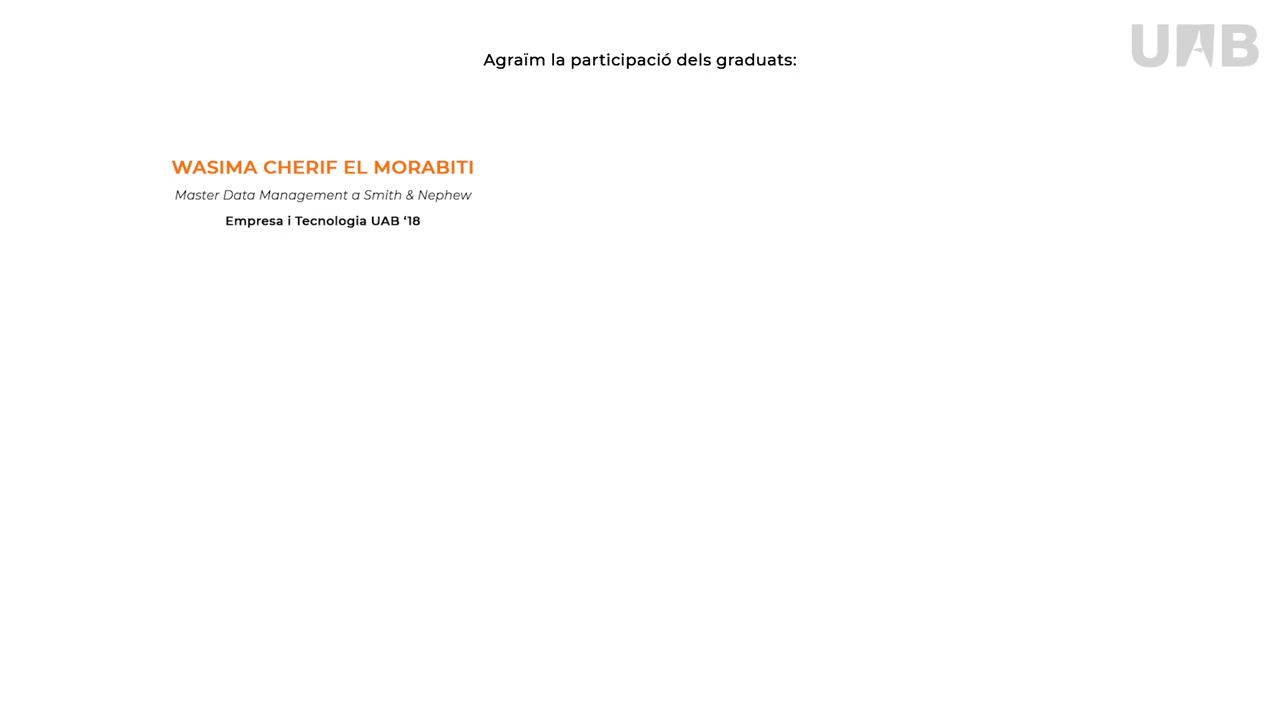 UAB
Agraïm la participació dels graduats:
WASIMA CHERIF EL MORABITI
Master Data Management a Smith & Nephew
Empresa i Tecnologia UAB ‘18